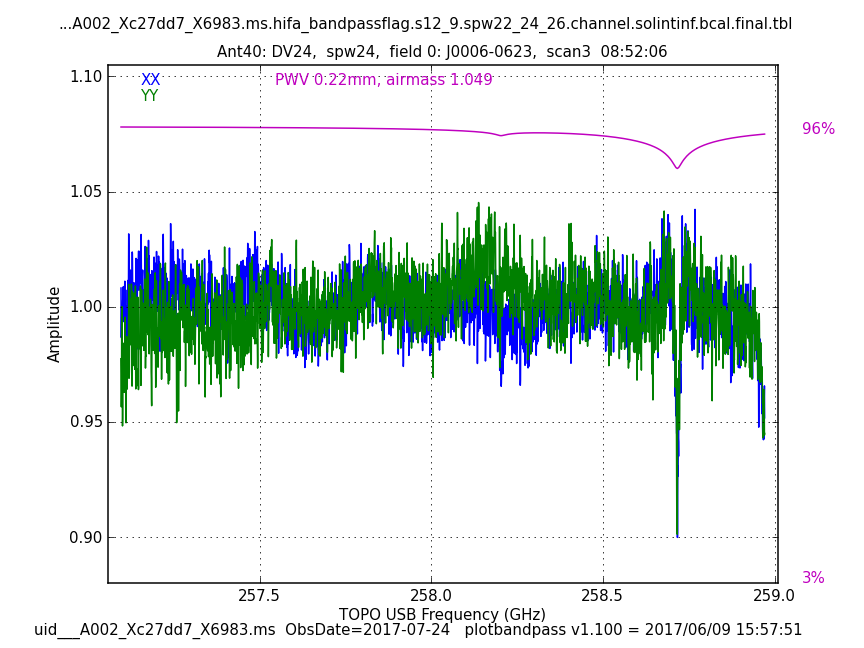 ...A002_Xc27dd7_X6983.ms.hifa_bandpassflag.s12_9.spw22_24_26.channel.solintinf.bcal.final.tbl
Ant40: DV24, spw24, field 0: J0006-0623, scan3 08:52:06
1.10
XX
PWV 0.22mm, airmass 1.049
YY
96%
1.05
1.00
Amplitude
0.95
0.90
3%
257.5 258.0 258.5 259.0
TOPO USB Frequency (GHz)
uid___A002_Xc27dd7_X6983.ms ObsDate=2017-07-24 plotbandpass v1.100 = 2017/06/09 15:57:51